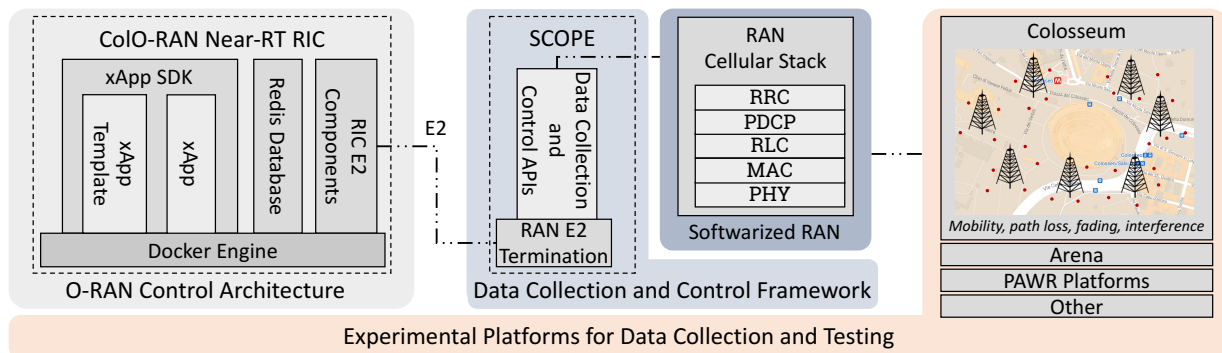 ColO-RAN Near-RT RIC
xApp SDK
xApp
Template
xApp
Redis Database
RIC E2
Components
Docker Engine
O-RAN Control Architecture
E2
SCOPE
Data Collection
and
Control APIs
RAN E2
Termination
Data Collection and Control Framework
RAN
Cellular Stack
RRC
PDCP
RLC
MAC
PHY
Softwarized RAN
Colosseum
Mobility, path loss, fading, interference
Arena
PAWR Platforms
Other
Experimental Platforms for Data Collection and Testing